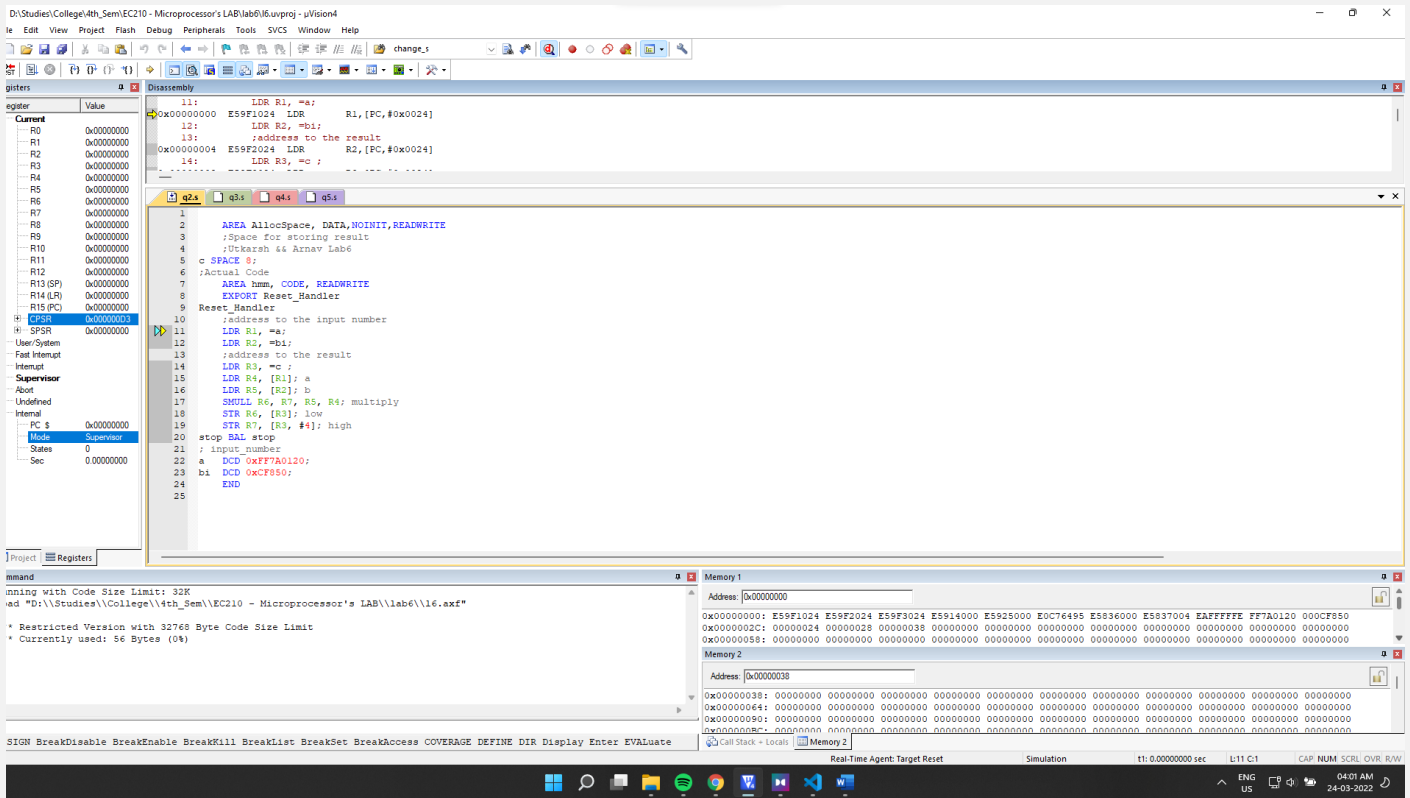 D:\Studies\College\4th_Sem\EC210 - Microprocessor's LAB\lab6\l6.uvproj - µVision4
le Edit View Project Flash Debug Peripherals Tools SVCS Window Help
change_s
gisters
egister Value
Current
R0 0x00000000
R1 0x00000000
R2 0x00000000
R3 0x00000000
R4 0x00000000
R5 0x00000000
R6 0x00000000
R7 0x00000000
R8 0x00000000
R9 0x00000000
R10 0x00000000
R11 0x00000000
R12 0x00000000
R13 (SP) 0x00000000
R14 (LR) 0x00000000
R15 (PC) 0x00000000
CPSR 0x000000D3
SPSR 0x00000000
User/System
Fast Interrupt
Interrupt
Supervisor
Abort
Undefined
Internal
PC $ 0x00000000
Mode Supervisor
States 0
Sec 0.00000000
Project Registers
Disassembly
11: LDR R1, =a;
0x00000000 E59F1024 LDR R1,[PC,#0x0024]
12: LDR R2, =bi;
13: ;address to the result
0x00000004 E59F2024 LDR R2,[PC,#0x0024]
14: LDR R3, =c ;
q2.s q3.s q4.s q5.s
1
2 AREA AllocSpace, DATA,NOINIT,READWRITE
3 ;Space for storing result
4 ;Utkarsh && Arnav Lab6
5 c SPACE 8;
6 ;Actual Code
7 AREA hmm, CODE, READWRITE
8 EXPORT Reset_Handler
9 Reset_Handler
10 ;address to the input number
11 LDR R1, =a;
12 LDR R2, =bi;
13 ;address to the result
14 LDR R3, =c ;
15 LDR R4, [R1]; a
16 LDR R5, [R2]; b
17 SMULL R6, R7, R5, R4; multiply
18 STR R6, [R3]; low
19 STR R7, [R3, #4]; high
20 stop BAL stop
21 ; input_number
22 a DCD 0xFF7A0120;
23 bi DCD 0xCF850;
24 END
25
mmand
nning with Code Size Limit: 32K
ad "D:\\Studies\\College\\4th_Sem\\EC210 - Microprocessor's LAB\\lab6\\l6.axf"
* Restricted Version with 32768 Byte Code Size Limit
* Currently used: 56 Bytes (0%)
SIGN BreakDisable BreakEnable BreakKill BreakList BreakSet BreakAccess COVERAGE DEFINE DIR Display Enter EVALuate
Memory 1
Address: 0x00000000
0x00000000: E59F1024 E59F2024 E59F3024 E5914000 E5925000 E0C76495 E5836000 E5837004 EAFFFFFE FF7A0120 000CF850
0x0000002C: 00000024 00000028 00000038 00000000 00000000 00000000 00000000 00000000 00000000 00000000 00000000
0x00000058: 00000000 00000000 00000000 00000000 00000000 00000000 00000000 00000000 00000000 00000000 00000000
Memory 2
Address: 0x00000038
0x00000038: 00000000 00000000 00000000 00000000 00000000 00000000 00000000 00000000 00000000 00000000 00000000
0x00000064: 00000000 00000000 00000000 00000000 00000000 00000000 00000000 00000000 00000000 00000000 00000000
0x00000090: 00000000 00000000 00000000 00000000 00000000 00000000 00000000 00000000 00000000 00000000 00000000
0x000000BC: 00000000 00000000 00000000 00000000 00000000 00000000 00000000 00000000 00000000 00000000 00000000
Call Stack + Locals Memory 2
Real-Time Agent: Target Reset Simulation t1: 0.00000000 sec L:11 C:1 CAP NUM SCRL OVR R/W
ENG
US
04:01 AM
24-03-2022